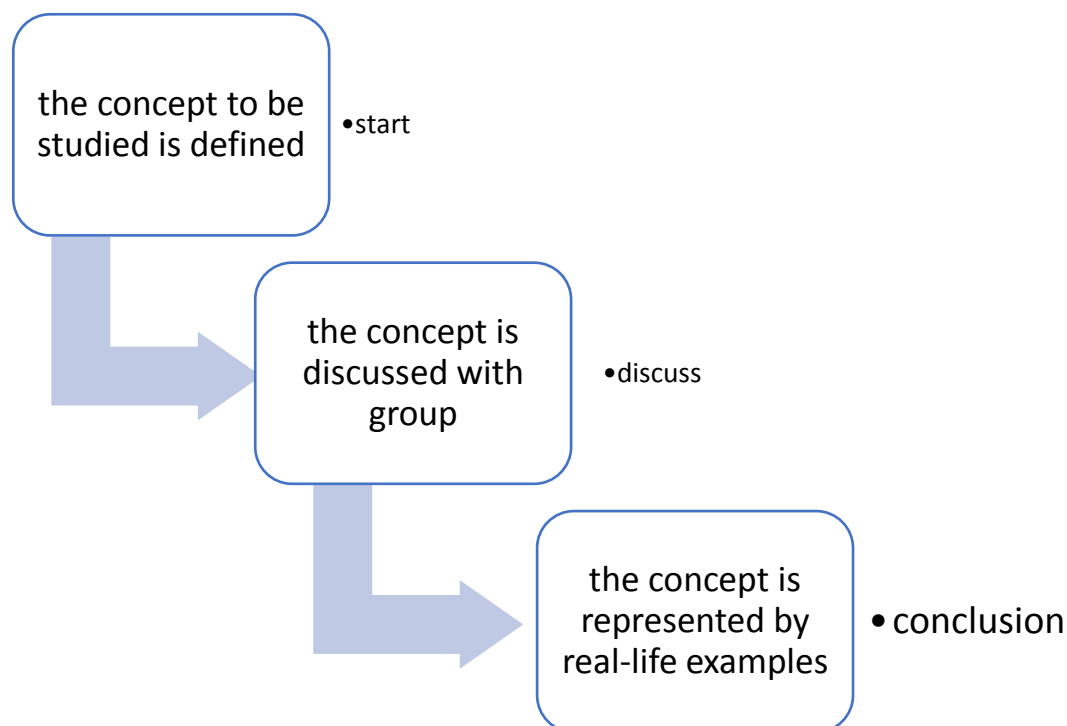 the concept to be
studied is defined
•start
the concept is
discussed with
group
•discuss
the concept is
represented by
real-life examples
•conclusion